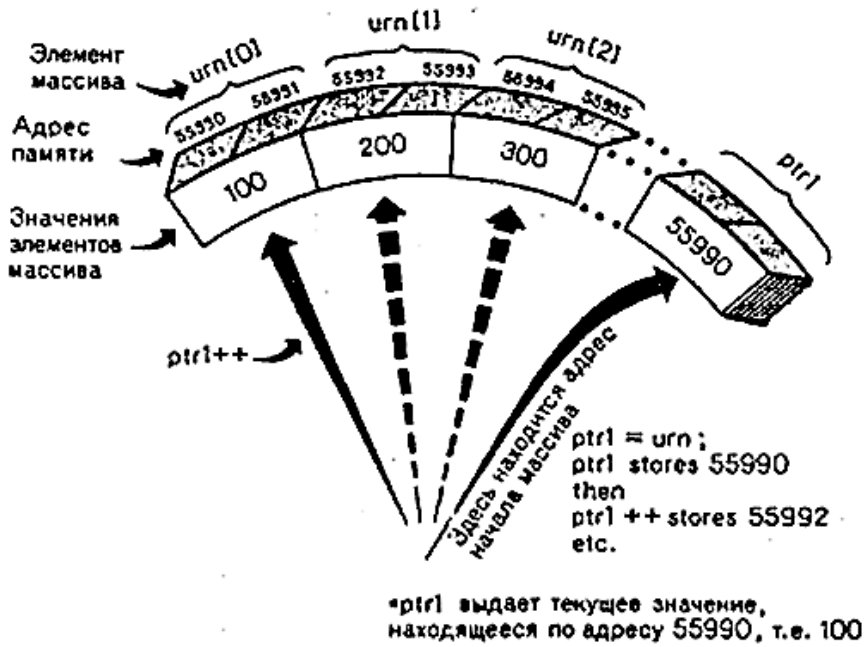 Элемент
массива
urn[0]
urn[1]
urn[2]
55990
55991
55992
55993
55994
55995
Адрес
памяти
100
200
300
Значения
элементов
массива
ptr1
55990
ptr1++
Здесь находится адрес
начала массива
ptr1 = urn;
ptr1 stores 55990
then
ptr1 ++ stores 55992
etc.
*ptr1 выдает текущее значение,
находящееся по адресу 55990, т.е. 100